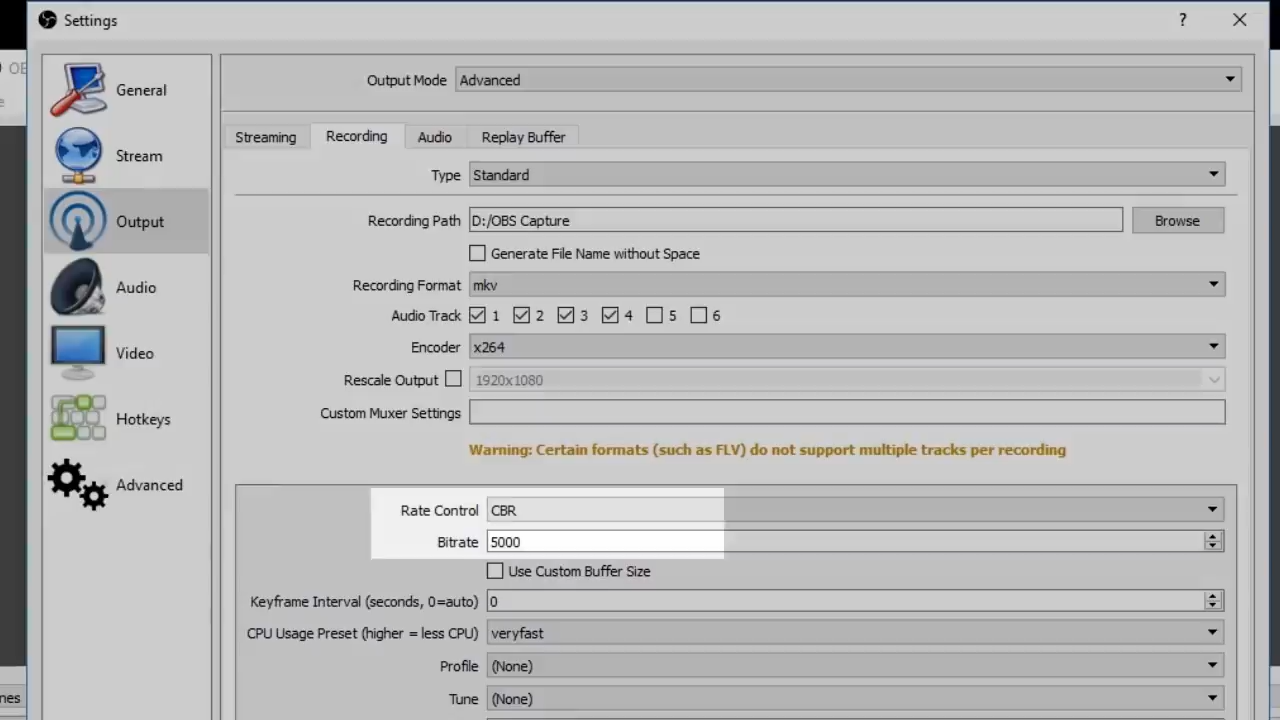 Settings
?
OE
General
Stream
Output
Audio
Video
Hotkeys
Advanced
Output Mode Advanced
Streaming Recording Audio Replay Buffer
Type Standard
Recording Path D:/OBS Capture Browse
Generate File Name without Space
Recording Format mkv
Audio Track 1 2 3 4 5 6
Encoder x264
Rescale Output 1920x1080
Custom Muxer Settings
Warning: Certain formats (such as FLV) do not support multiple tracks per recording
Rate Control CBR
Bitrate 5000
Use Custom Buffer Size
Keyframe Interval (seconds, 0=auto) 0
CPU Usage Preset (higher = less CPU) veryfast
Profile (None)
Tune (None)
nes